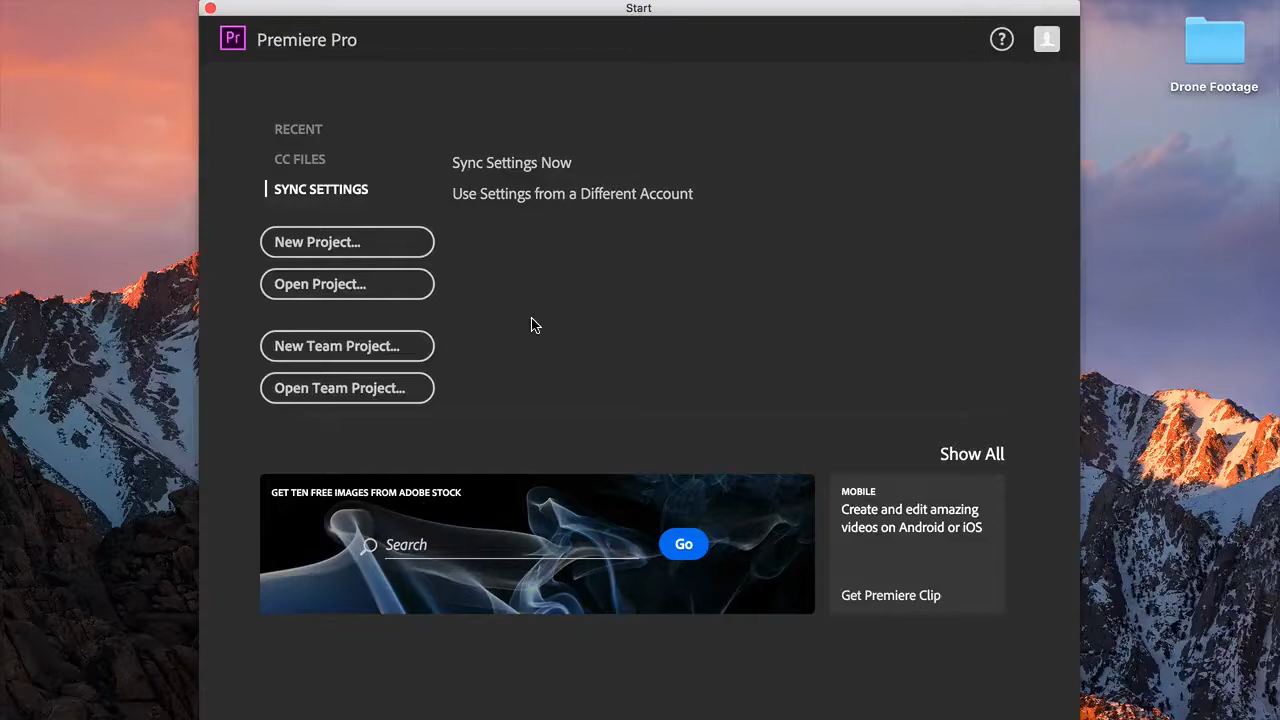 Start
Pr Premiere Pro
?
Drone Footage
RECENT
CC FILES
SYNC SETTINGS
Sync Settings Now
Use Settings from a Different Account
New Project...
Open Project...
New Team Project...
Open Team Project...
Show All
GET TEN FREE IMAGES FROM ADOBE STOCK
Search
Go
MOBILE
Create and edit amazing
videos on Android or iOS
Get Premiere Clip